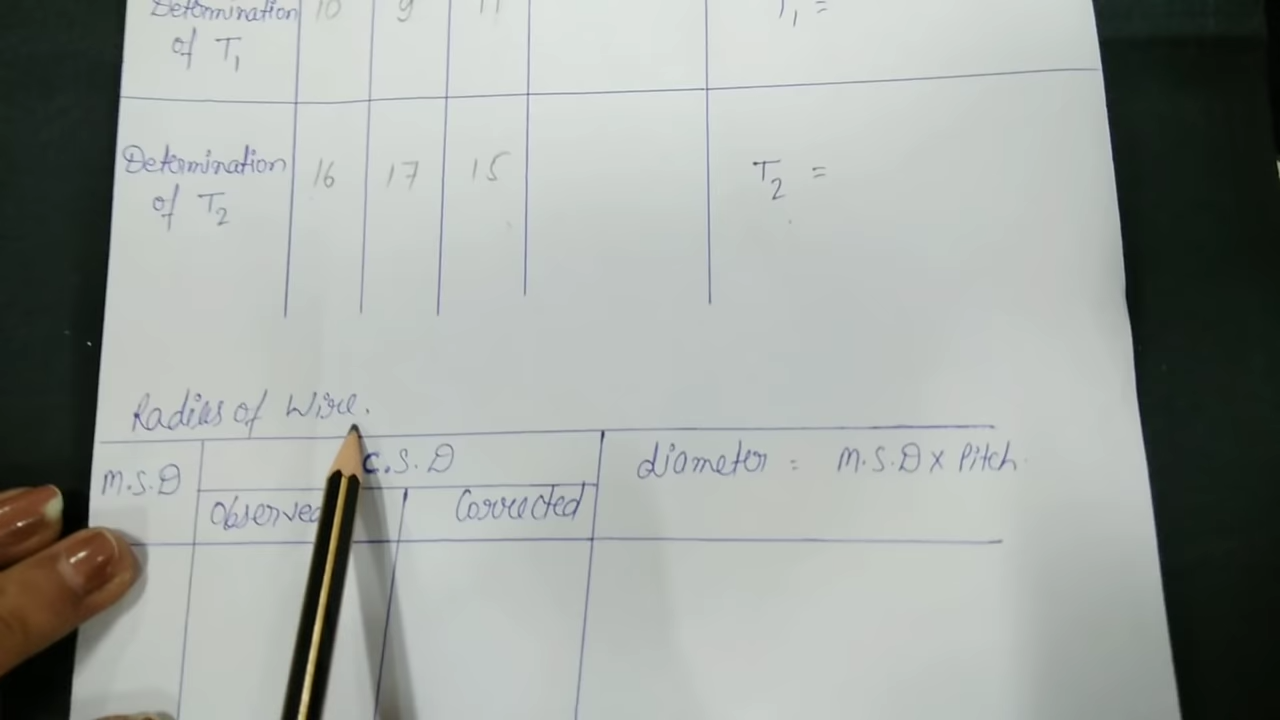 Determination 10 9 11 T1 =
of T1
Determination 16 17 15 T2 =
of T2
Radius of Wire.
M.S.D C.S.D diameter = M.S.D x Pitch
Observed Corrected